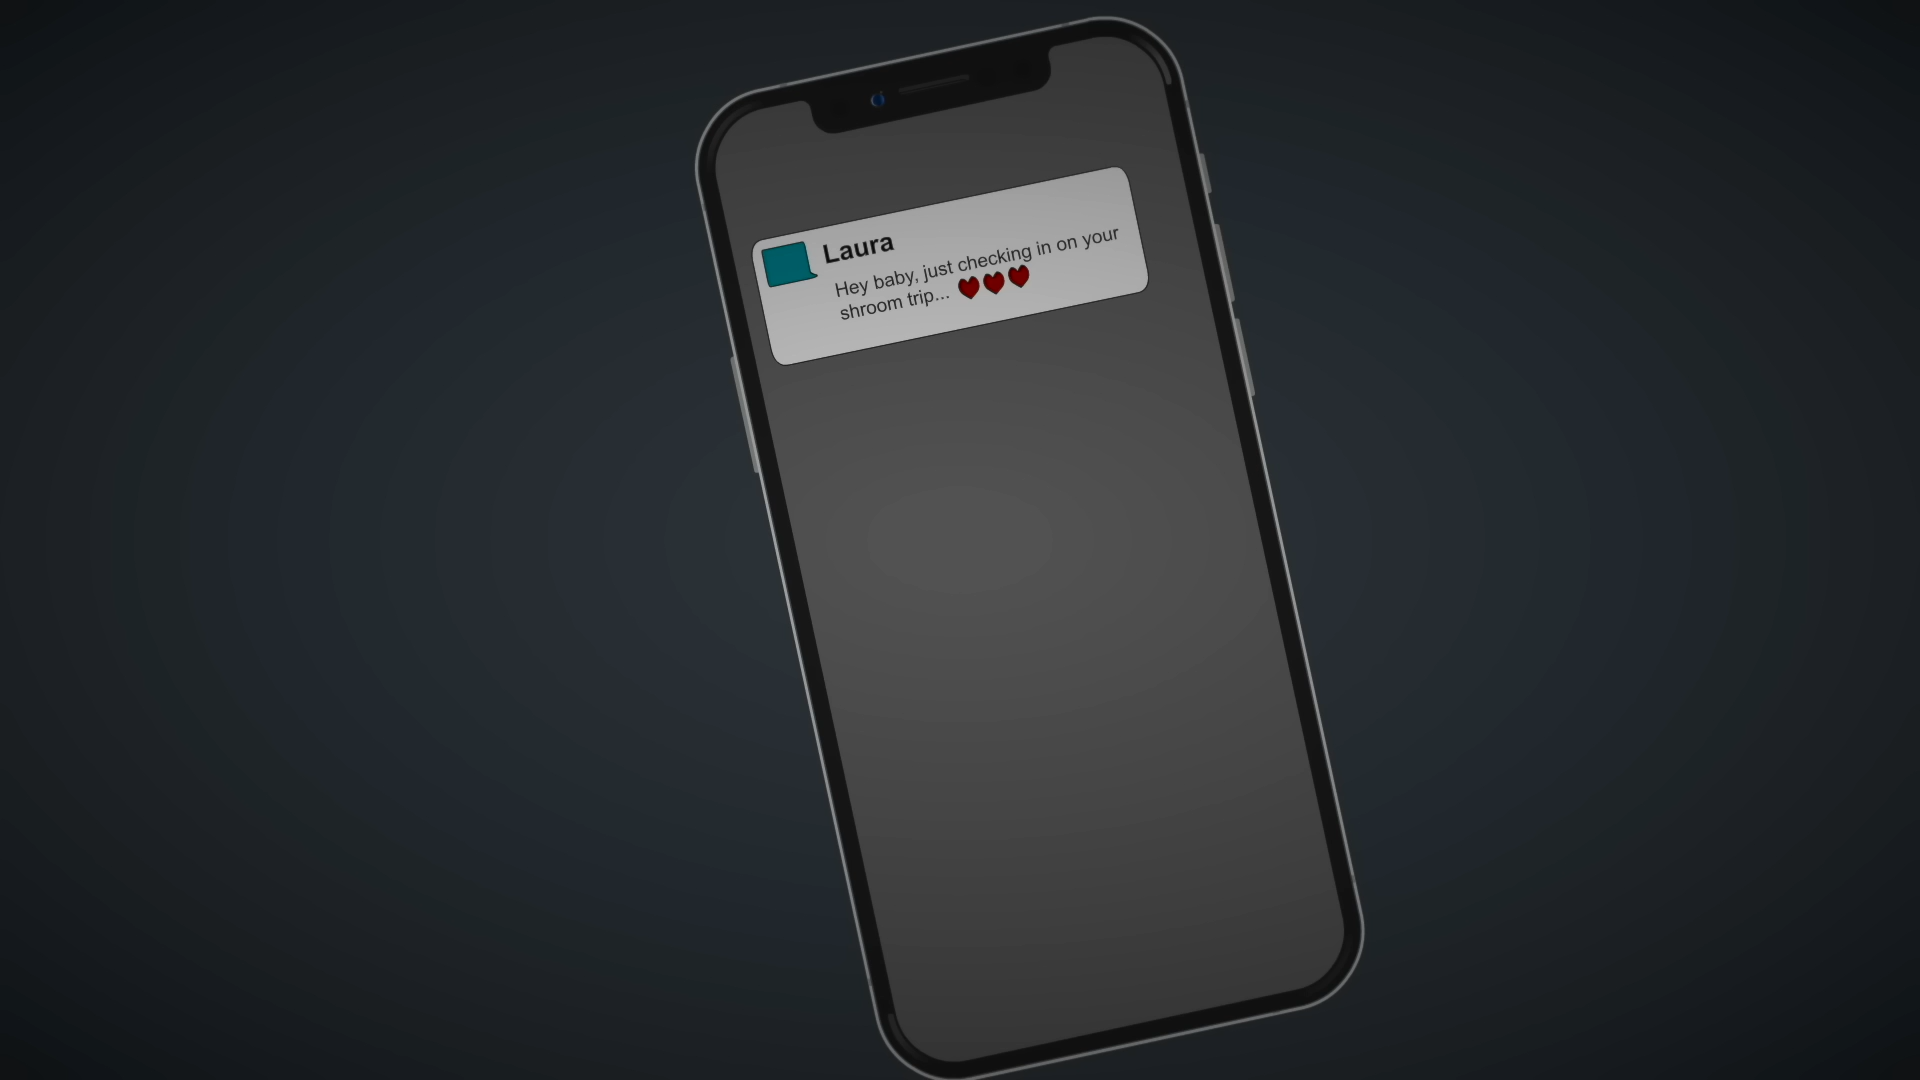 Laura
Hey baby, just checking in on your
shroom trip... ❤❤❤